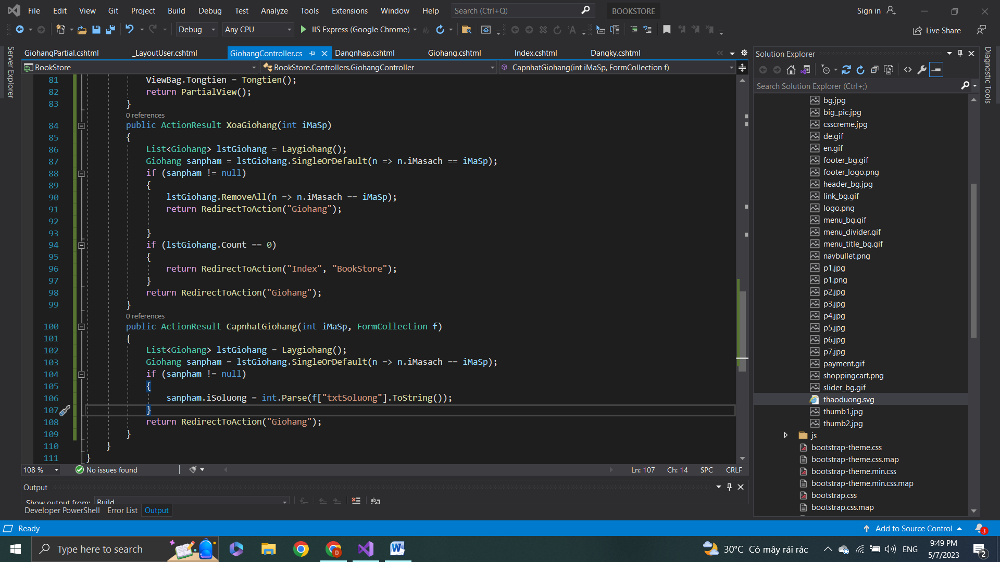 File Edit View Git Project Build Debug Test Analyze Tools Extensions Window Help Search (Ctrl+Q) BOOKSTORE Sign in
Debug Any CPU IIS Express (Google Chrome) Live Share
Server Explorer
GiohangPartial.cshtml _LayoutUser.cshtml GiohangController.cs Dangnhap.cshtml Giohang.cshtml Index.cshtml Dangky.cshtml
BookStore BookStore.Controllers.GiohangController CapnhatGiohang(int iMaSp, FormCollection f)
81 ViewBag.Tongtien = Tongtien();
82 return PartialView();
83 }
0 references
84 public ActionResult XoaGiohang(int iMaSp)
85 {
86 List<Giohang> lstGiohang = Laygiohang();
87 Giohang sanpham = lstGiohang.SingleOrDefault(n => n.iMasach == iMaSp);
88 if (sanpham != null)
89 {
90 lstGiohang.RemoveAll(n => n.iMasach == iMaSp);
91 return RedirectToAction("Giohang");
92
93 }
94 if (lstGiohang.Count == 0)
95 {
96 return RedirectToAction("Index", "BookStore");
97 }
98 return RedirectToAction("Giohang");
99 }
0 references
100 public ActionResult CapnhatGiohang(int iMaSp, FormCollection f)
101 {
102 List<Giohang> lstGiohang = Laygiohang();
103 Giohang sanpham = lstGiohang.SingleOrDefault(n => n.iMasach == iMaSp);
104 if (sanpham != null)
105 {
106 sanpham.iSoluong = int.Parse(f["txtSoluong"].ToString());
107 }
108 return RedirectToAction("Giohang");
109 }
110 }
111 }
108 % No issues found Ln: 107 Ch: 14 SPC CRLF
Output
Show output from: Build
Developer PowerShell Error List Output
Solution Explorer
Search Solution Explorer (Ctrl+;)
bg.jpg
big_pic.jpg
csscreme.jpg
de.gif
en.gif
footer_bg.gif
footer_logo.png
header_bg.jpg
link_bg.gif
logo.png
menu_bg.gif
menu_divider.gif
menu_title_bg.gif
navbullet.png
p1.jpg
p1.png
p2.jpg
p3.jpg
p4.jpg
p5.jpg
p6.jpg
p7.jpg
payment.gif
shoppingcart.png
slider_bg.gif
thaoduong.svg
thumb1.jpg
thumb2.jpg
js
bootstrap-theme.css
bootstrap-theme.css.map
bootstrap-theme.min.css
bootstrap-theme.min.css.map
bootstrap.css
bootstrap.css.map
Diagnostic Tools
Ready Add to Source Control 3
Type here to search D W 30°C Có mây rải rác ENG 9:49 PM
5/7/2023 2